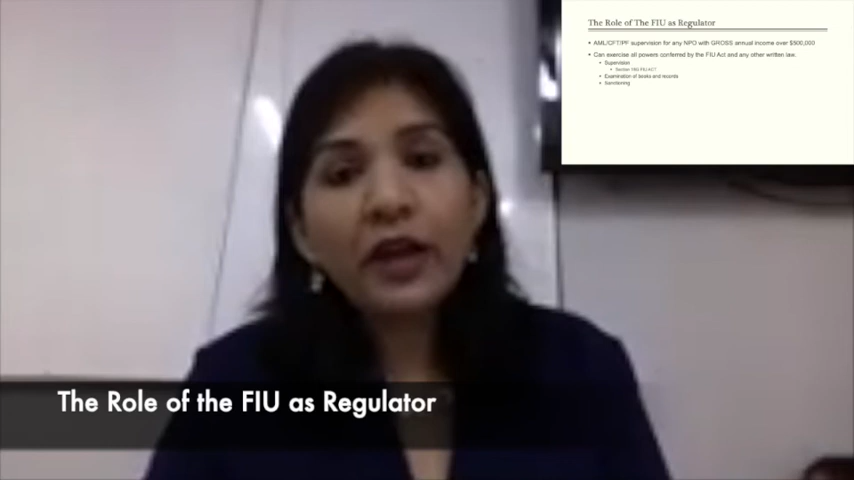 The Role of The FIU as Regulator
• AML/CFT/PF supervision for any NPO with GROSS annual income over $500,000
• Can exercise all powers conferred by the FIU Act and any other written law.
• Supervision
• Examination of books and records
• Sanctioning
The Role of the FIU as Regulator